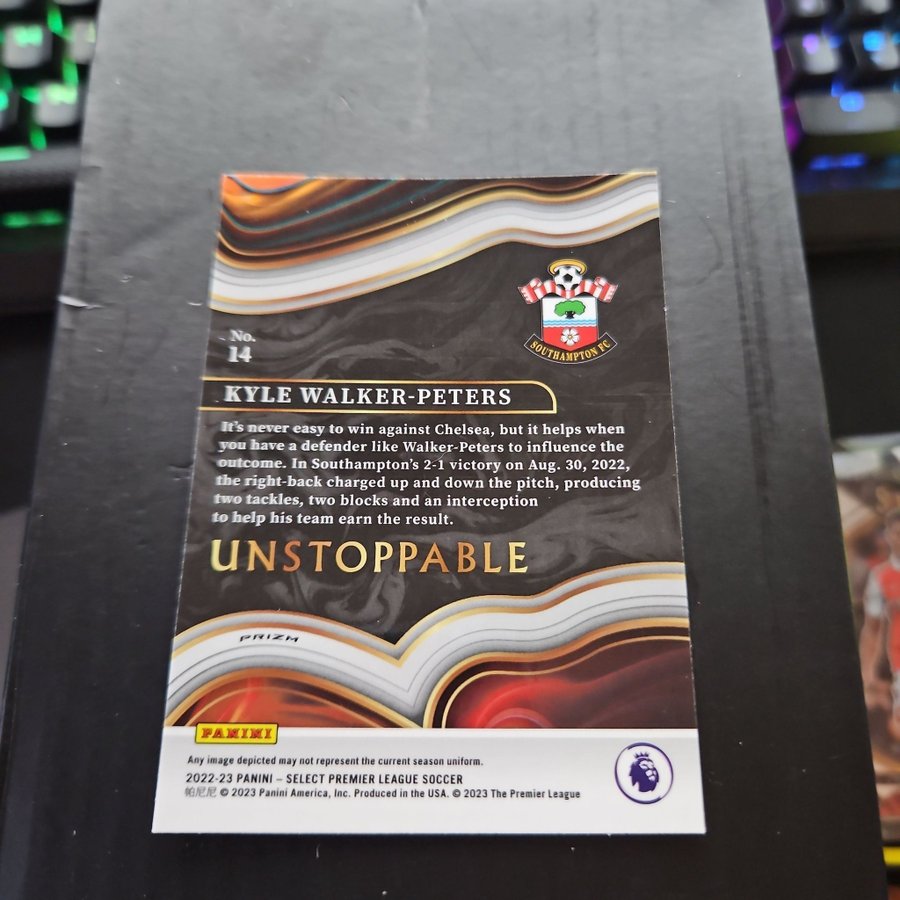 No.
14
SOUTHAMPTON FC
KYLE WALKER-PETERS
It's never easy to win against Chelsea, but it helps when
you have a defender like Walker-Peters to influence the
outcome. In Southampton's 2-1 victory on Aug. 30, 2022,
the right-back charged up and down the pitch, producing
two tackles, two blocks and an interception
to help his team earn the result.
UNSTOPPABLE
PRIZM
PANINI
Any image depicted may not represent the current season uniform.
2022-23 PANINI – SELECT PREMIER LEAGUE SOCCER
帕尼尼 © 2023 Panini America, Inc. Produced in the USA. © 2023 The Premier League